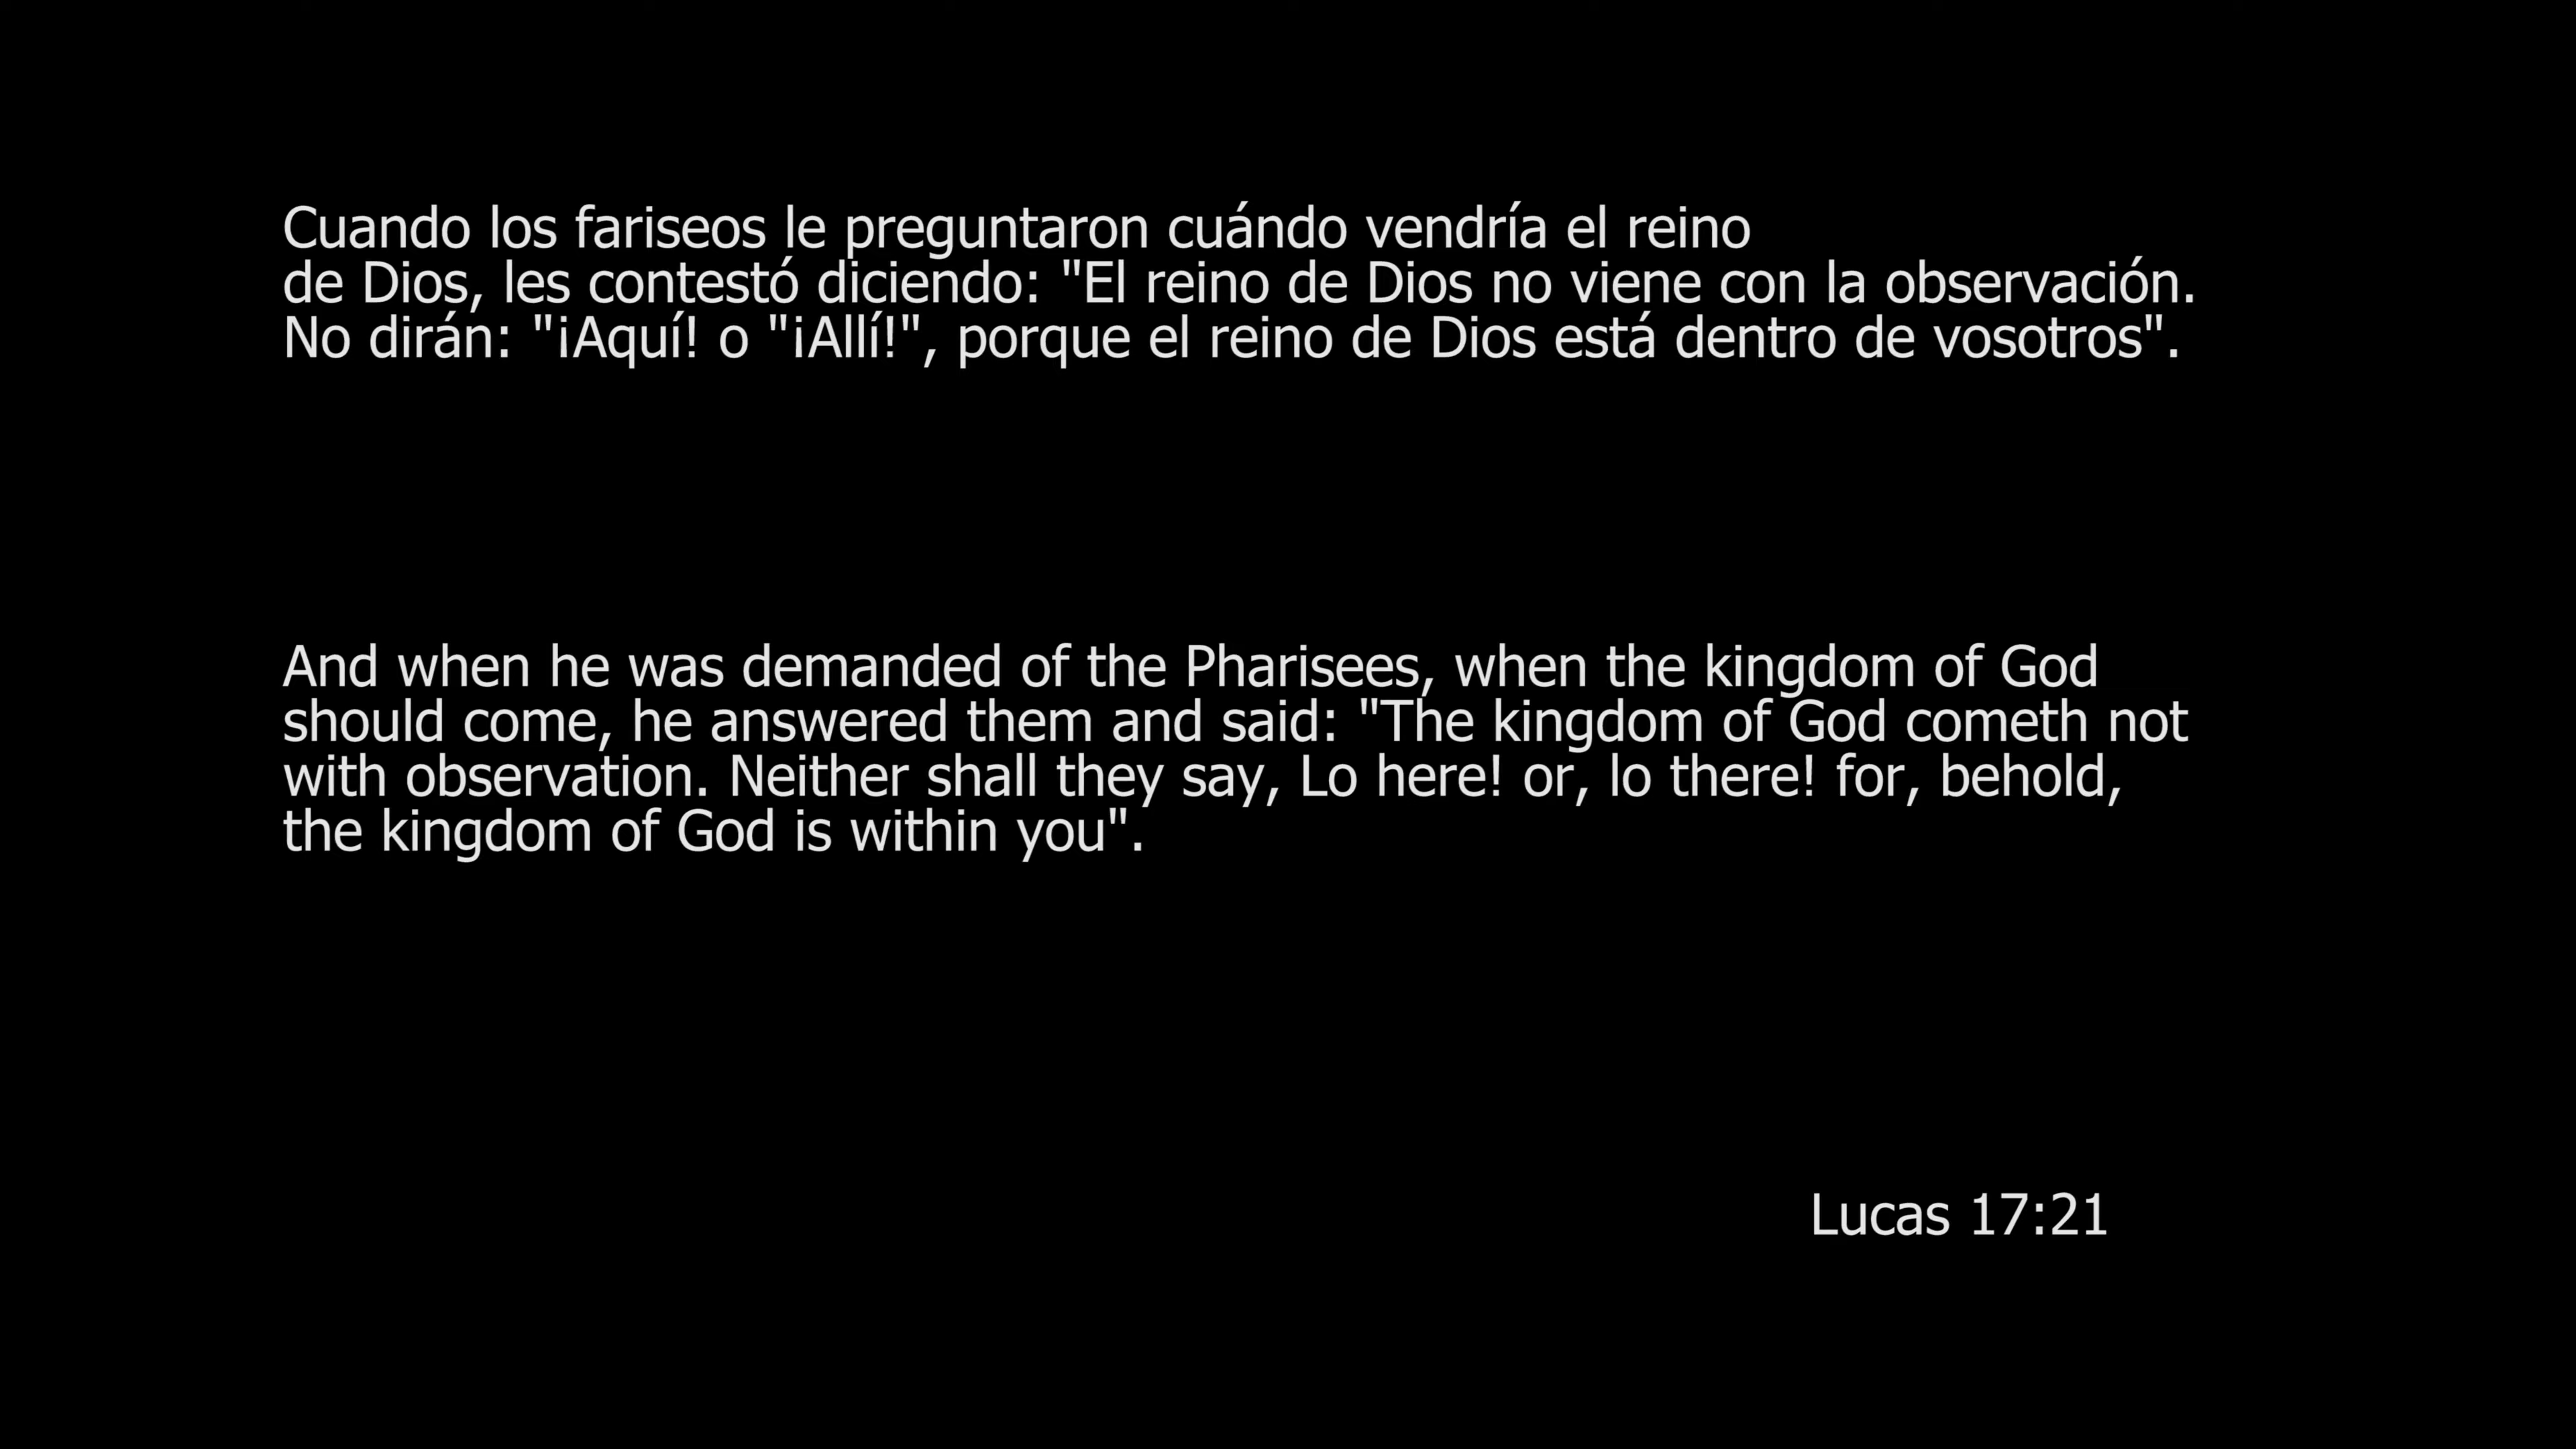 Cuando los fariseos le preguntaron cuándo vendría el reino
de Dios, les contestó diciendo: "El reino de Dios no viene con la observación.
No dirán: "¡Aquí! o "¡Allí!", porque el reino de Dios está dentro de vosotros".
And when he was demanded of the Pharisees, when the kingdom of God
should come, he answered them and said: "The kingdom of God cometh not
with observation. Neither shall they say, Lo here! or, lo there! for, behold,
the kingdom of God is within you".
Lucas 17:21